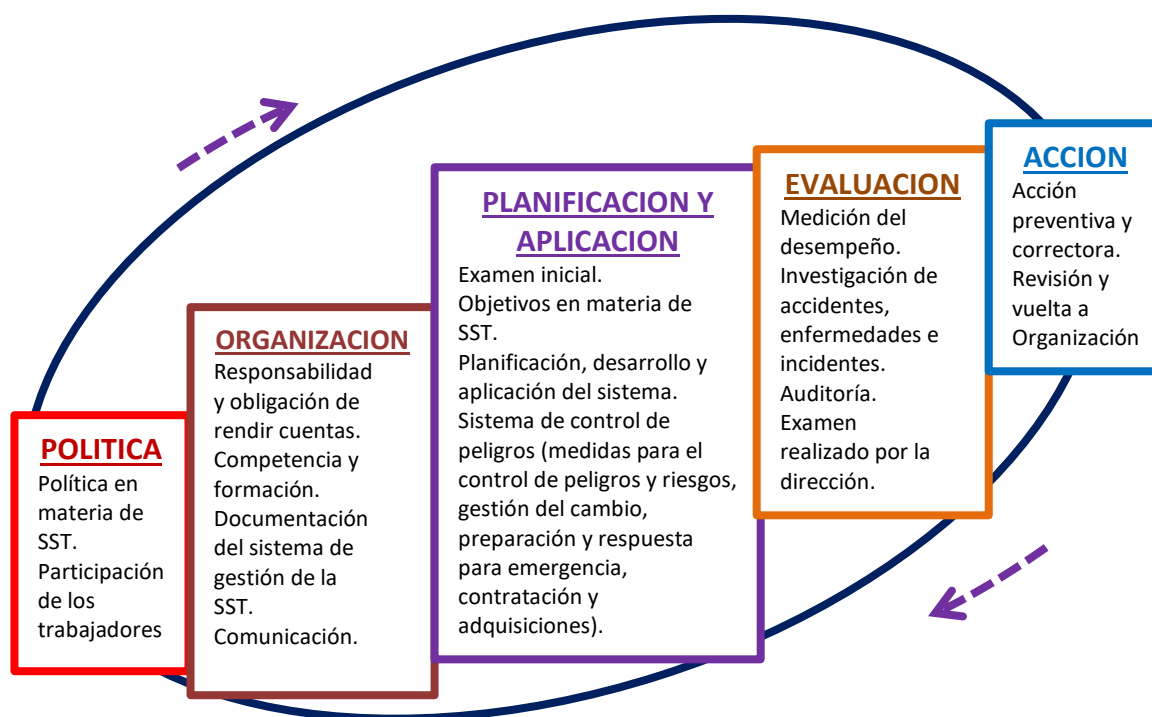 POLITICA
Política en
materia de
SST.
Participación
de los
trabajadores
ORGANIZACION
Responsabilidad
y obligación de
rendir cuentas.
Competencia y
formación.
Documentación
del sistema de
gestión de la
SST.
Comunicación.
PLANIFICACION Y
APLICACION
Examen inicial.
Objetivos en materia de
SST.
Planificación, desarrollo y
aplicación del sistema.
Sistema de control de
peligros (medidas para el
control de peligros y riesgos,
gestión del cambio,
preparación y respuesta
para emergencia,
contratación y
adquisiciones).
EVALUACION
Medición del
desempeño.
Investigación de
accidentes,
enfermedades e
incidentes.
Auditoría.
Examen
realizado por la
dirección.
ACCION
Acción
preventiva y
correctora.
Revisión y
vuelta a
Organización